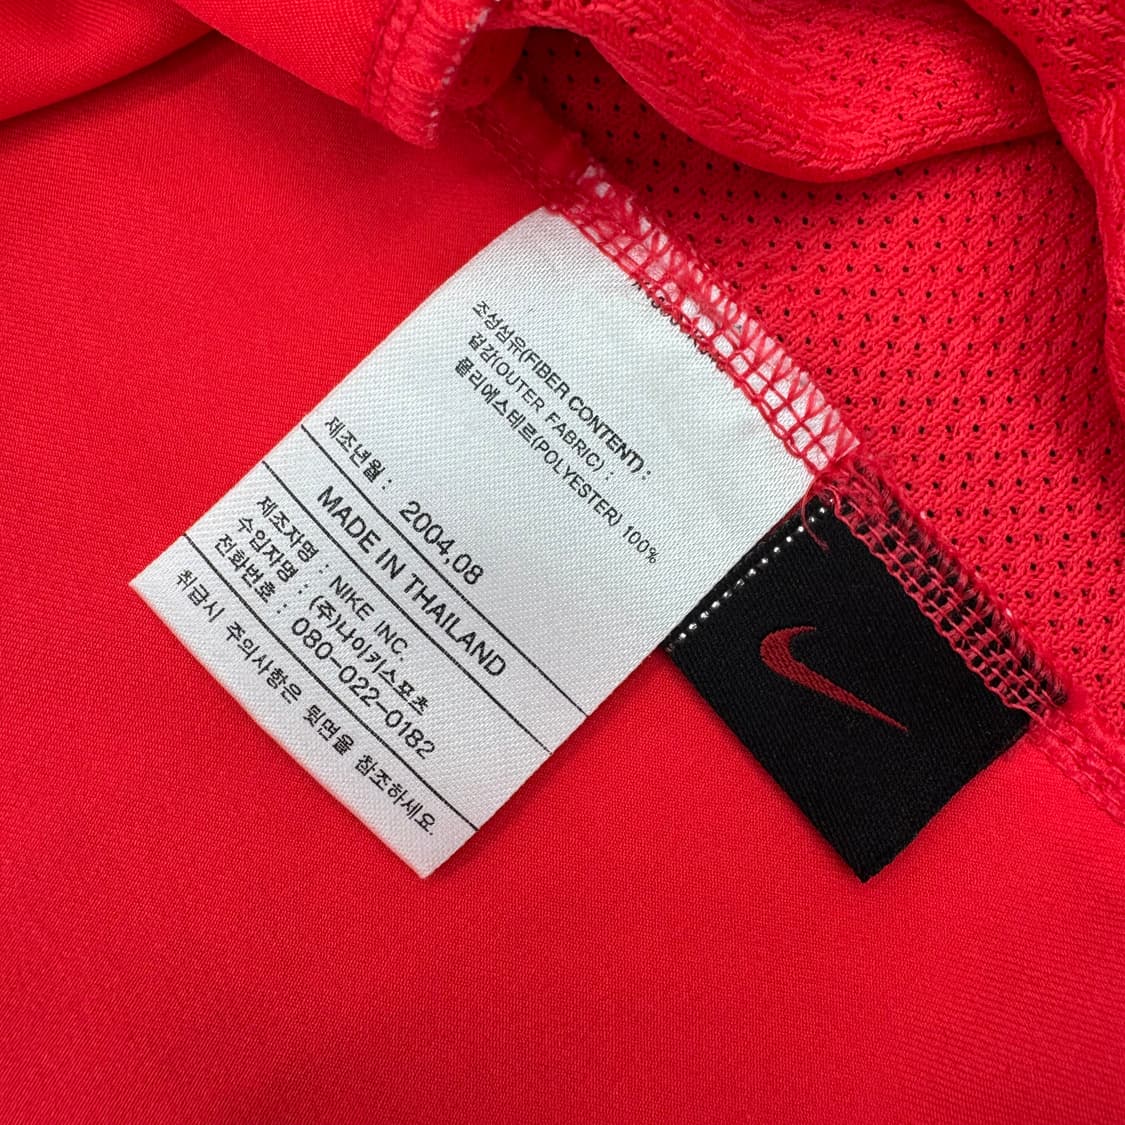 조성섬유(FIBER CONTENT) :
겉감(OUTER FABRIC) :
폴리에스테르(POLYESTER) 100%
제조년월 : 2004.08
MADE IN THAILAND
제조자명 : NIKE INC.
수입자명 : (주)나이키스포츠
전화번호 : 080-022-0182
취급시 주의사항은 뒷면을 참조하세요.